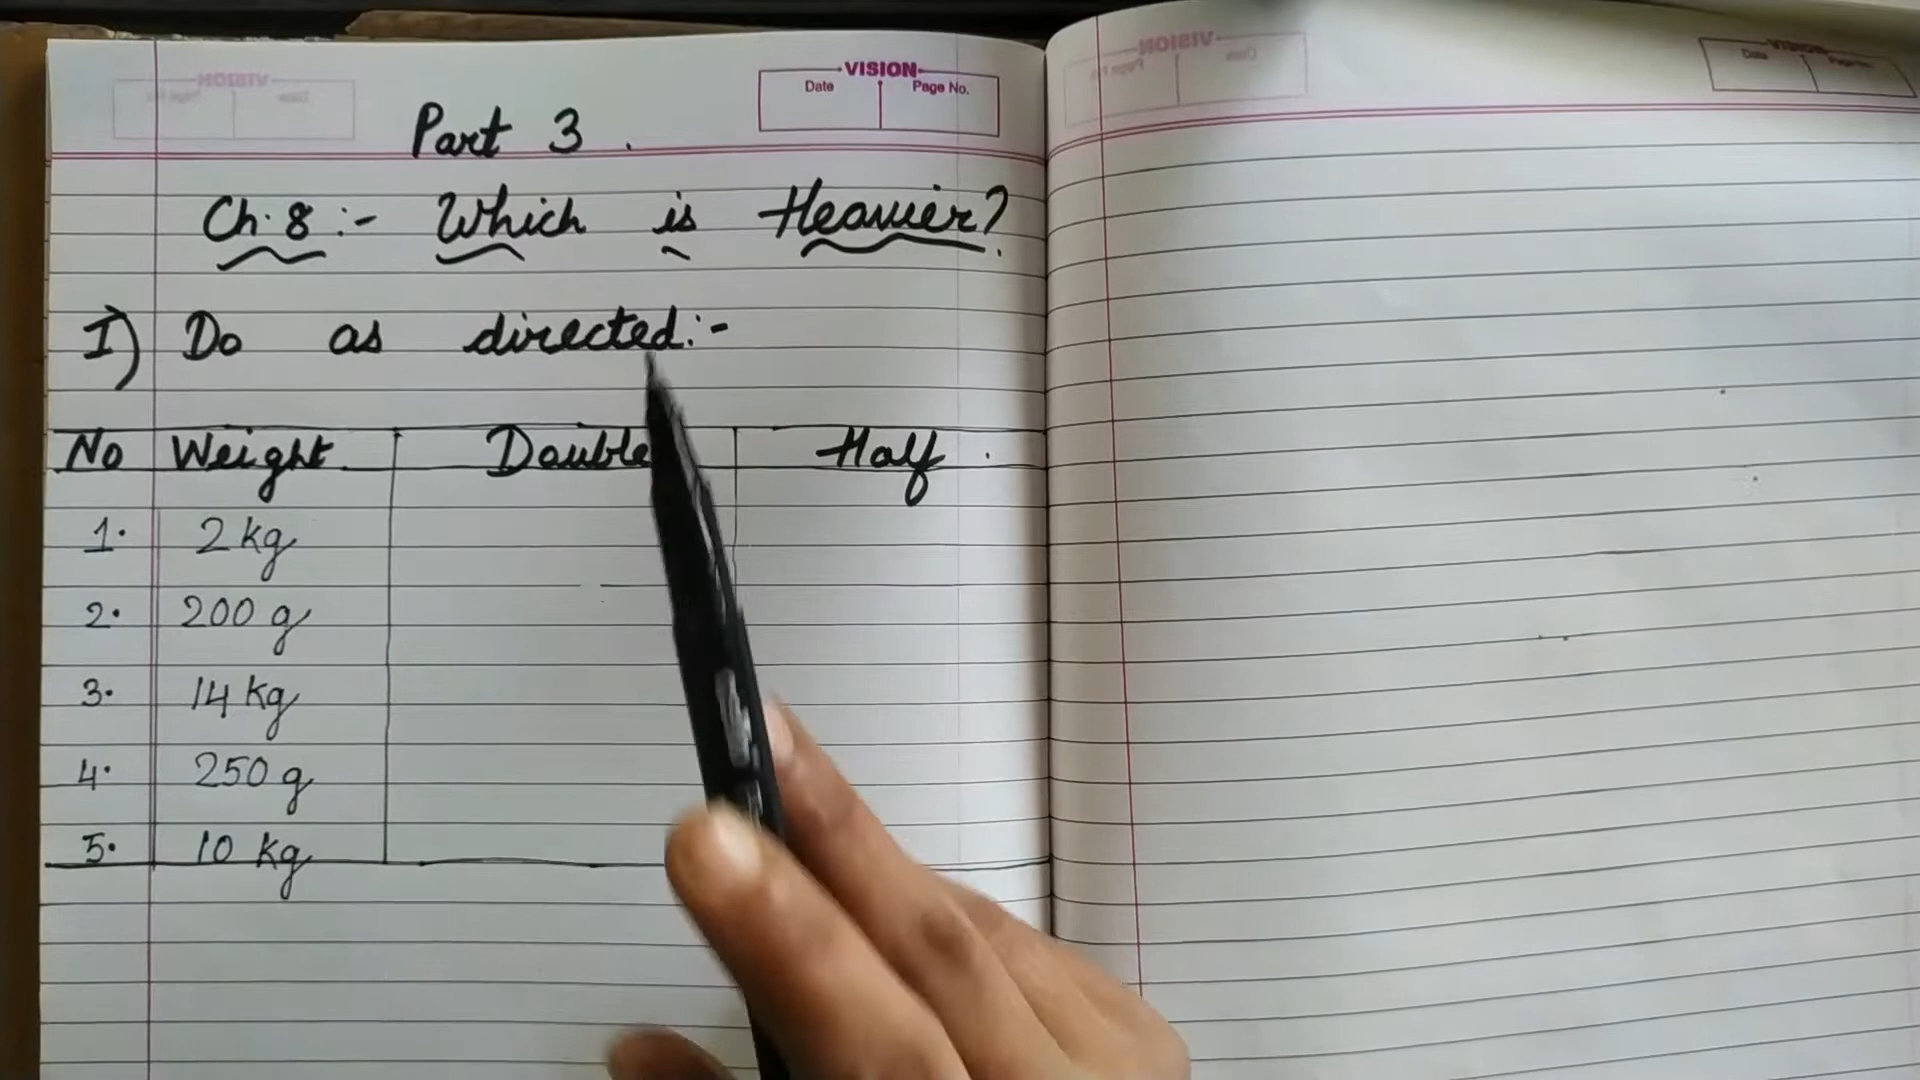 VISION
Date Page No.
Part 3 .
Ch. 8 :- Which is Heavier?
I) Do as directed:-
No Weight Double Half .
1. 2 kg
2. 200 g
3. 14 kg
4. 250 g
5. 10 kg